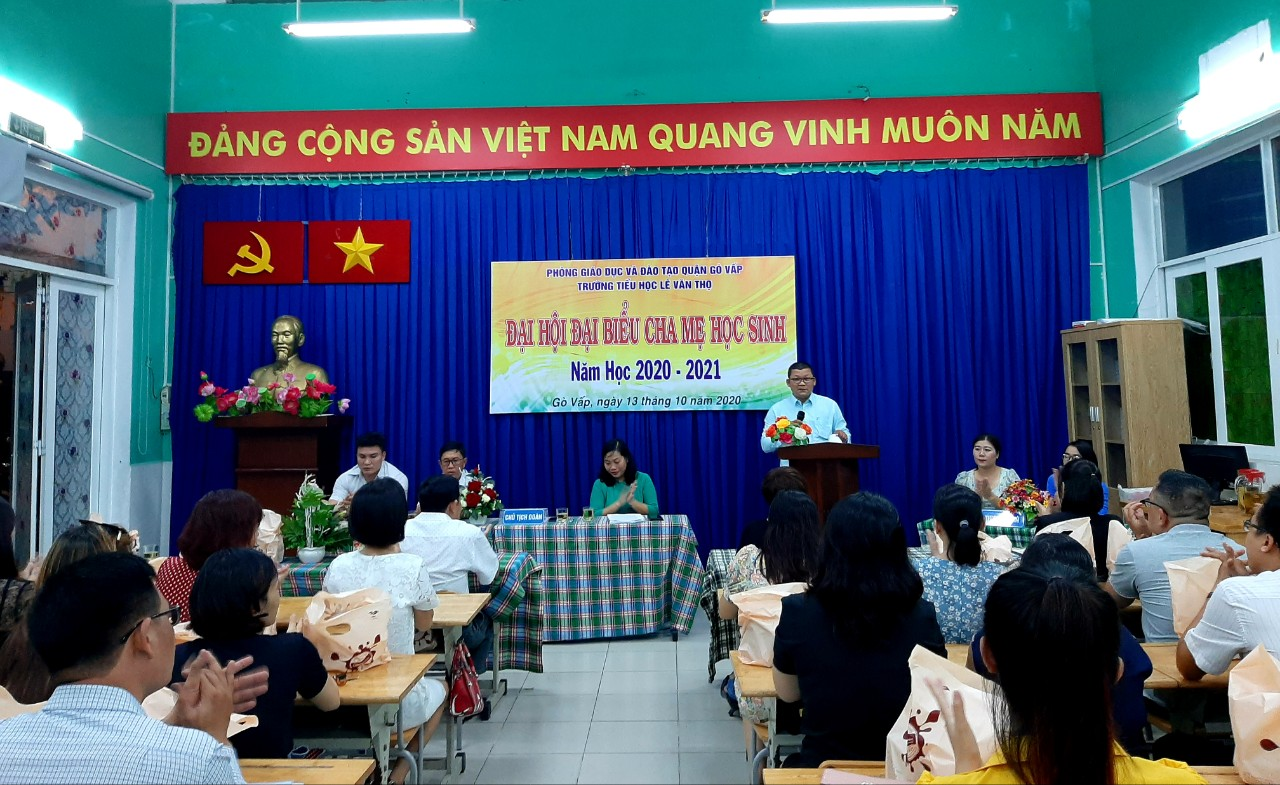 ĐẢNG CỘNG SẢN VIỆT NAM QUANG VINH MUÔN NĂM
PHÒNG GIÁO DỤC VÀ ĐÀO TẠO QUẬN GÒ VẤP
TRƯỜNG TIỂU HỌC LÊ VĂN THỌ
ĐẠI HỘI ĐẠI BIỂU CHA MẸ HỌC SINH
Năm Học 2020 - 2021
Gò Vấp, ngày 13 tháng 10 năm 2020
CHỦ TỊCH ĐOÀN